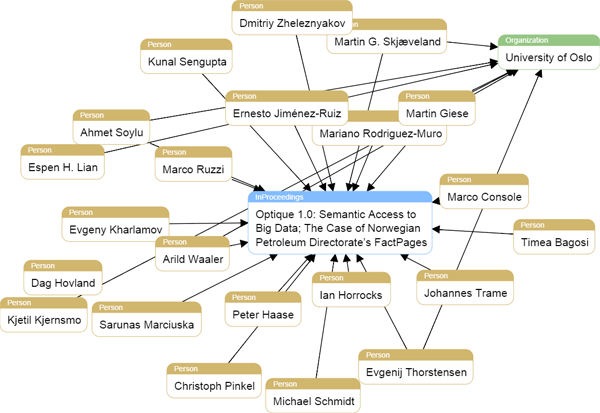 Person
Dmitriy Zheleznyakov
Person
Martin G. Skjæveland
Organization
University of Oslo
Person
Kunal Sengupta
Person
Ernesto Jiménez-Ruiz
Person
Martin Giese
Person
Ahmet Soylu
Mariano Rodriguez-Muro
Person
Espen H. Lian
Person
Marco Ruzzi
Person
Marco Console
InProceedings
Optique 1.0: Semantic Access to
Big Data; The Case of Norwegian
Petroleum Directorate's FactPages
Person
Evgeny Kharlamov
Person
Timea Bagosi
Person
Arild Waaler
Person
Dag Hovland
Person
Kjetil Kjernsmo
Person
Sarunas Marciuska
Person
Peter Haase
Person
Ian Horrocks
Person
Johannes Trame
Person
Christoph Pinkel
Person
Michael Schmidt
Person
Evgenij Thorstensen